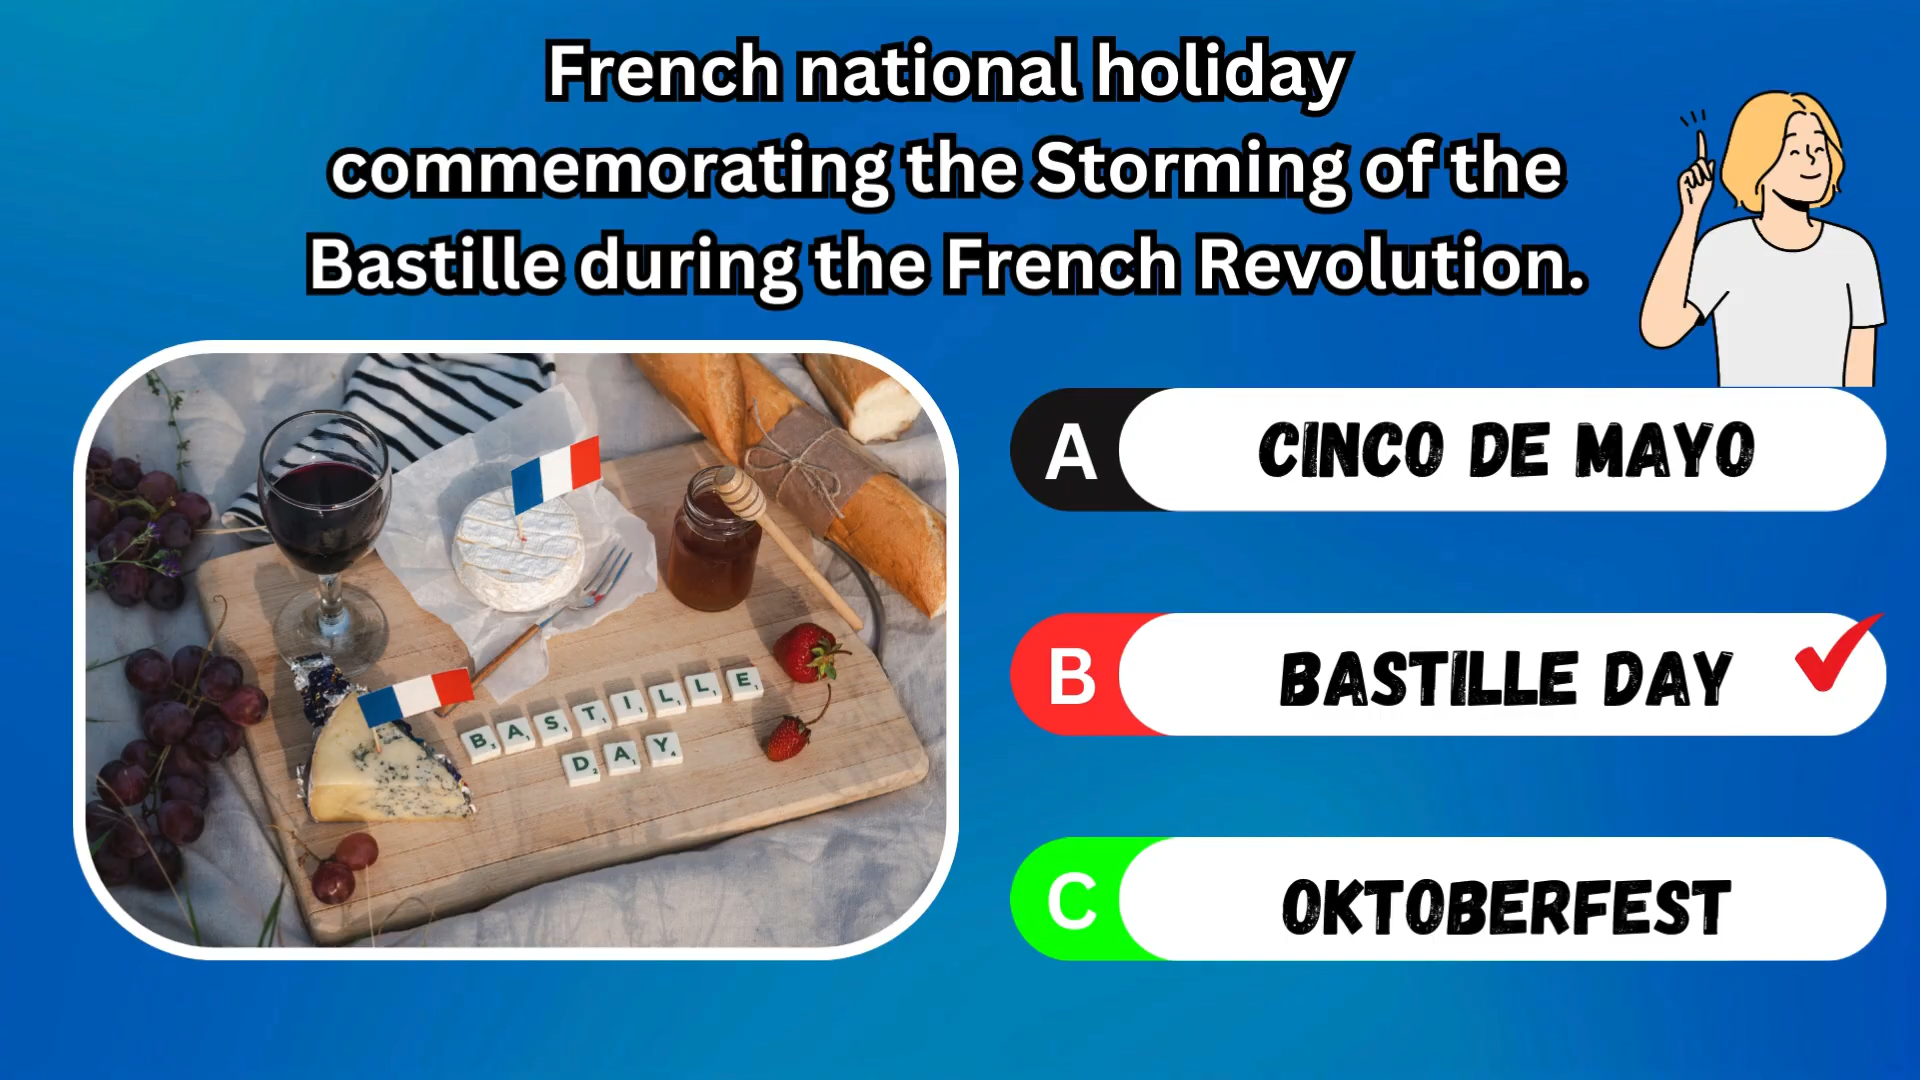 French national holiday
commemorating the Storming of the
Bastille during the French Revolution.
A CINCO DE MAYO
BASTILLE
DAY
B BASTILLE DAY
C OKTOBERFEST